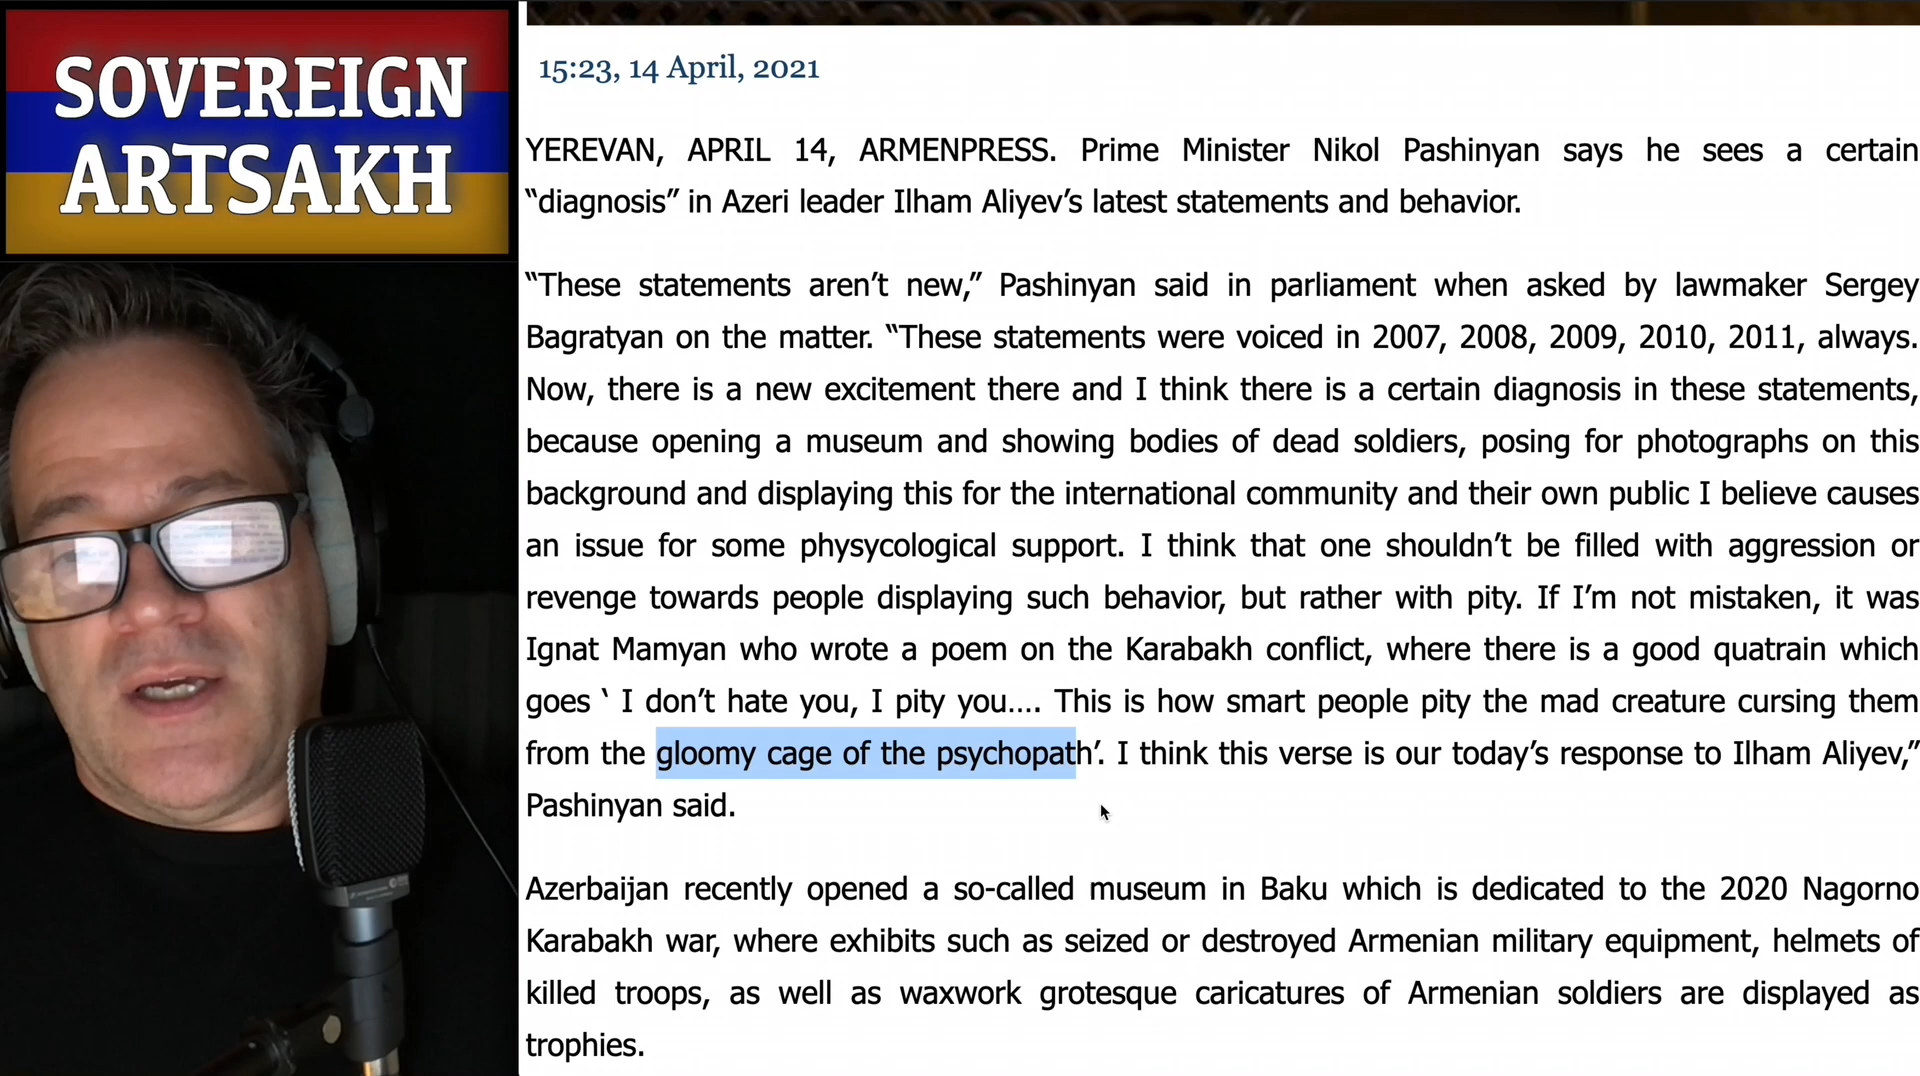 SOVEREIGN
ARTSAKH
15:23, 14 April, 2021
YEREVAN, APRIL 14, ARMENPRESS. Prime Minister Nikol Pashinyan says he sees a certain
“diagnosis” in Azeri leader Ilham Aliyev’s latest statements and behavior.
“These statements aren’t new,” Pashinyan said in parliament when asked by lawmaker Sergey
Bagratyan on the matter. “These statements were voiced in 2007, 2008, 2009, 2010, 2011, always.
Now, there is a new excitement there and I think there is a certain diagnosis in these statements,
because opening a museum and showing bodies of dead soldiers, posing for photographs on this
background and displaying this for the international community and their own public I believe causes
an issue for some physycological support. I think that one shouldn’t be filled with aggression or
revenge towards people displaying such behavior, but rather with pity. If I’m not mistaken, it was
Ignat Mamyan who wrote a poem on the Karabakh conflict, where there is a good quatrain which
goes ‘ I don’t hate you, I pity you…. This is how smart people pity the mad creature cursing them
from the gloomy cage of the psychopath’. I think this verse is our today’s response to Ilham Aliyev,”
Pashinyan said.
Azerbaijan recently opened a so-called museum in Baku which is dedicated to the 2020 Nagorno
Karabakh war, where exhibits such as seized or destroyed Armenian military equipment, helmets of
killed troops, as well as waxwork grotesque caricatures of Armenian soldiers are displayed as
trophies.